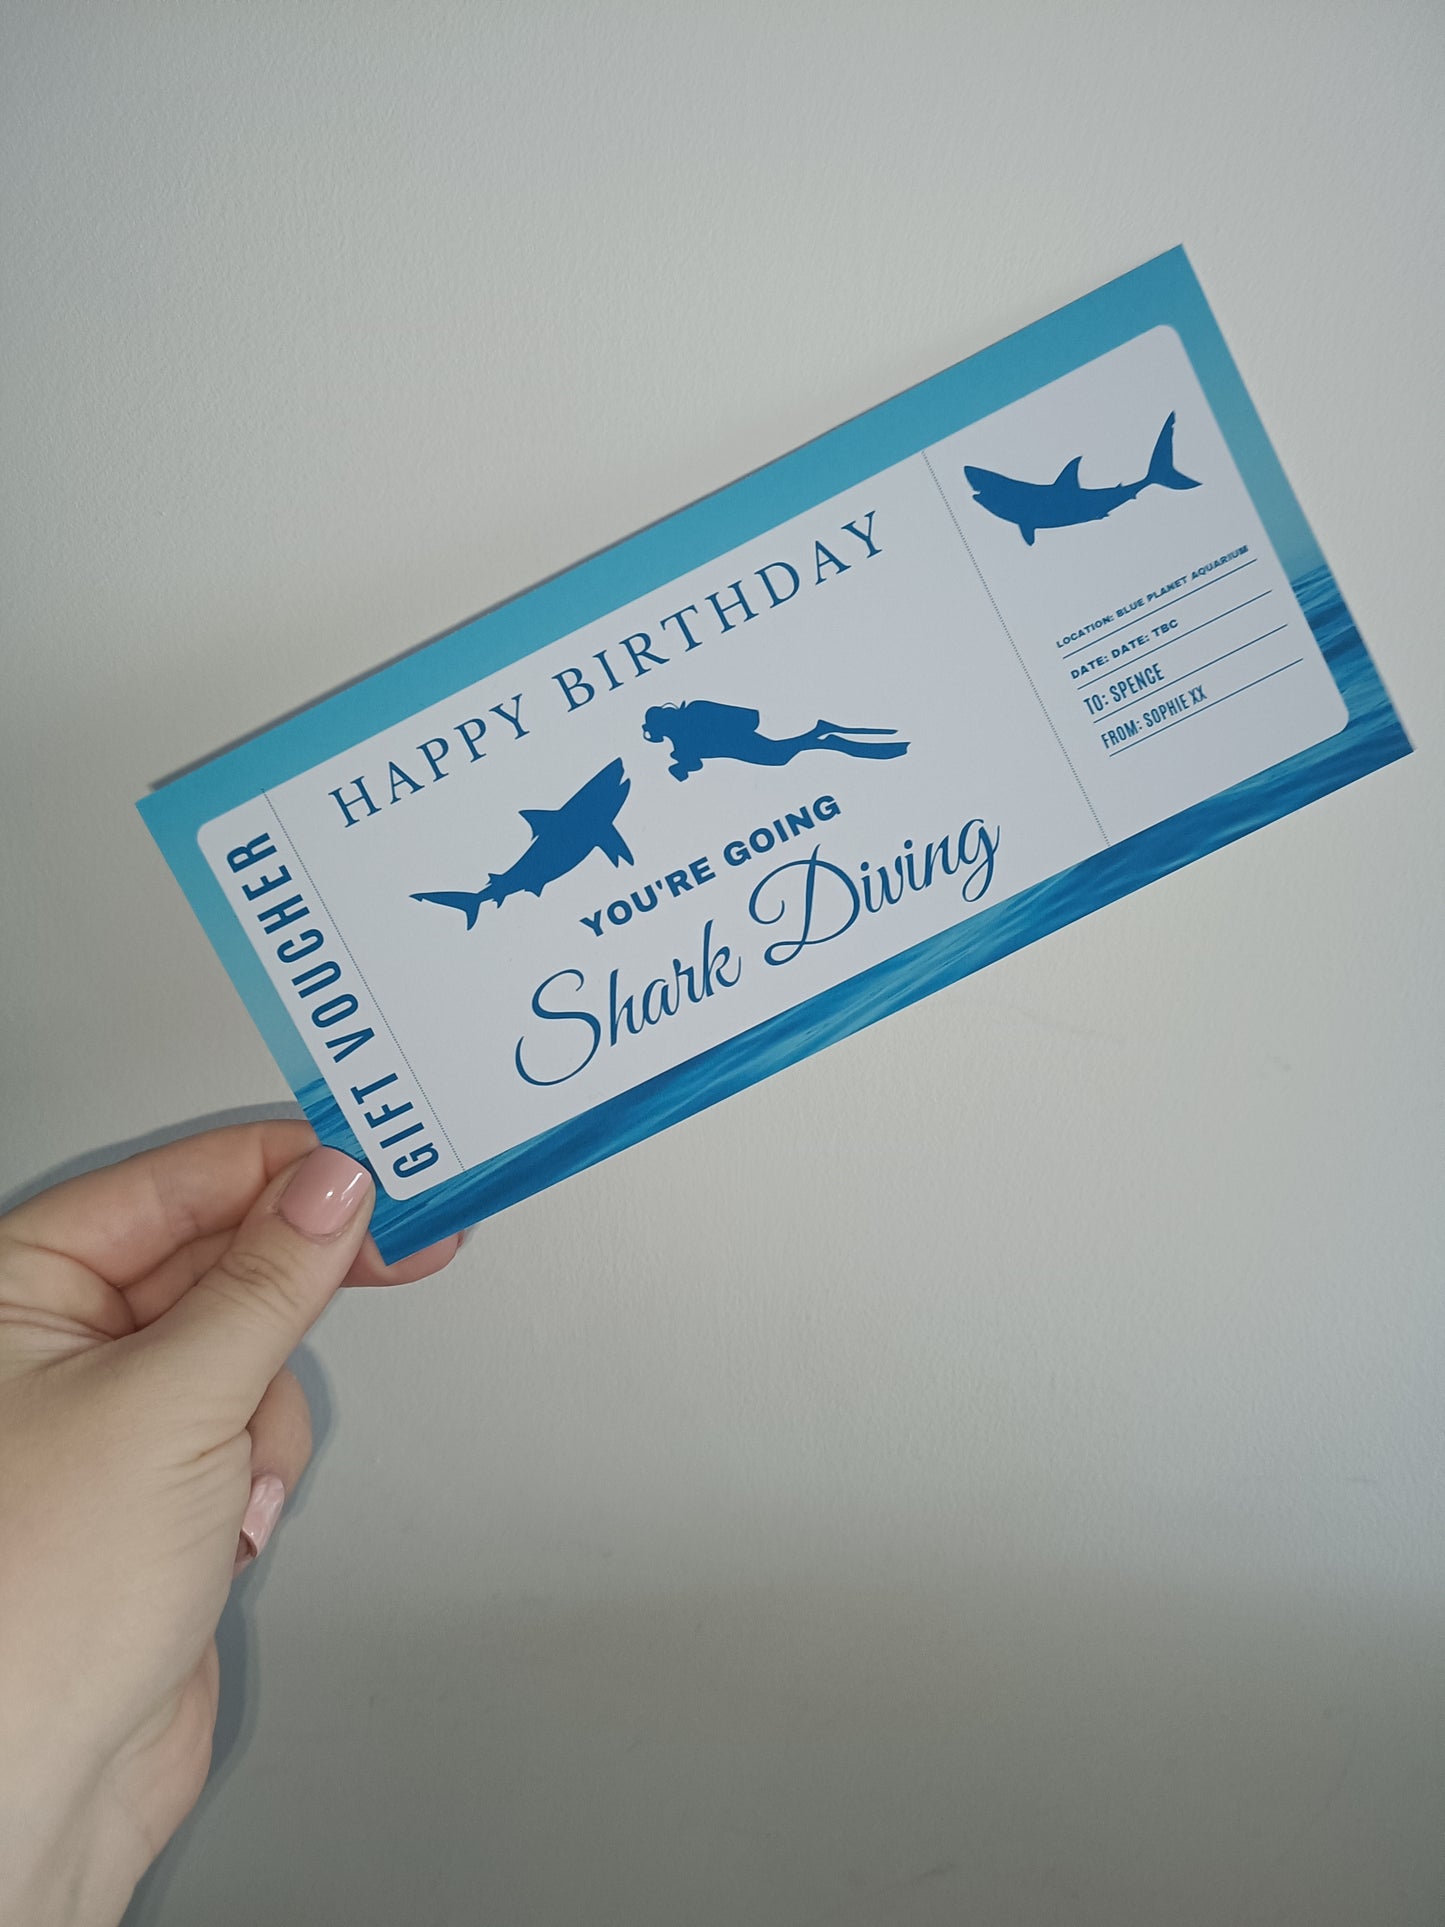 GIFT VOUCHER
HAPPY BIRTHDAY
YOU'RE GOING
Shark Diving
LOCATION: BLUE PLANET AQUARIUM
DATE: DATE: TBC
TO: SPENCE
FROM: SOPHIE XX